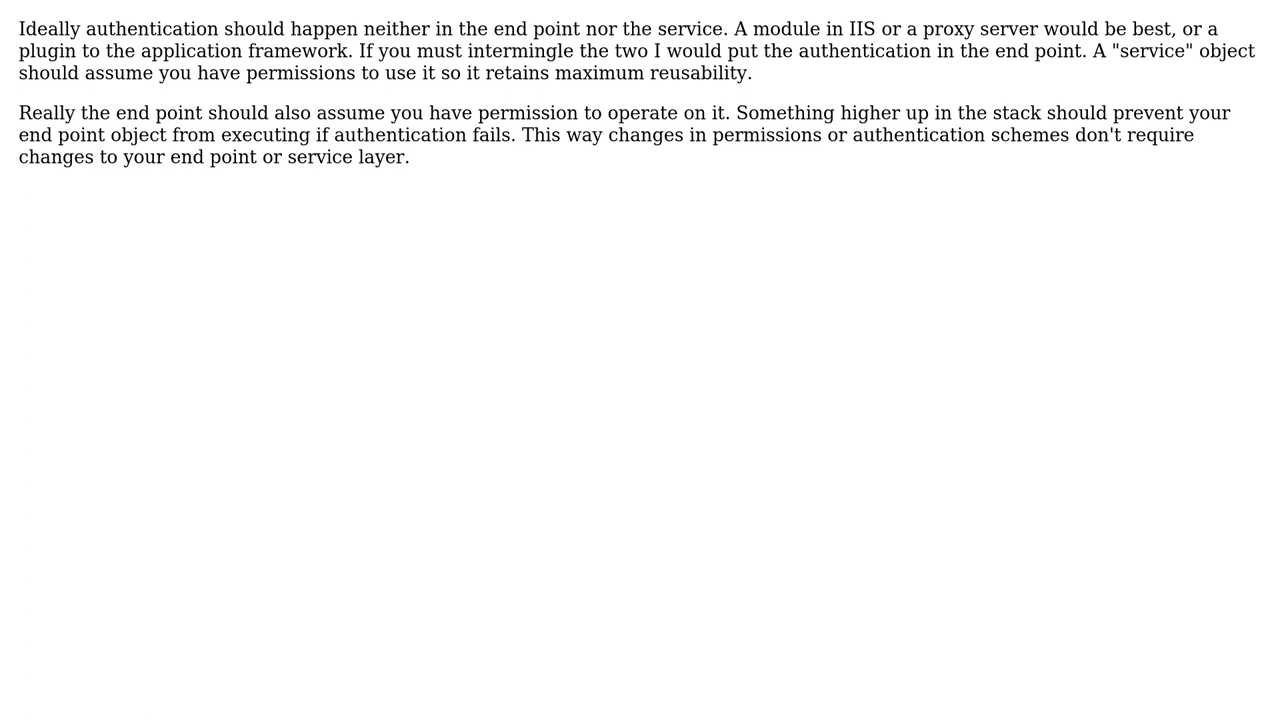 Ideally authentication should happen neither in the end point nor the service. A module in IIS or a proxy server would be best, or a
plugin to the application framework. If you must intermingle the two I would put the authentication in the end point. A "service" object
should assume you have permissions to use it so it retains maximum reusability.
Really the end point should also assume you have permission to operate on it. Something higher up in the stack should prevent your
end point object from executing if authentication fails. This way changes in permissions or authentication schemes don't require
changes to your end point or service layer.